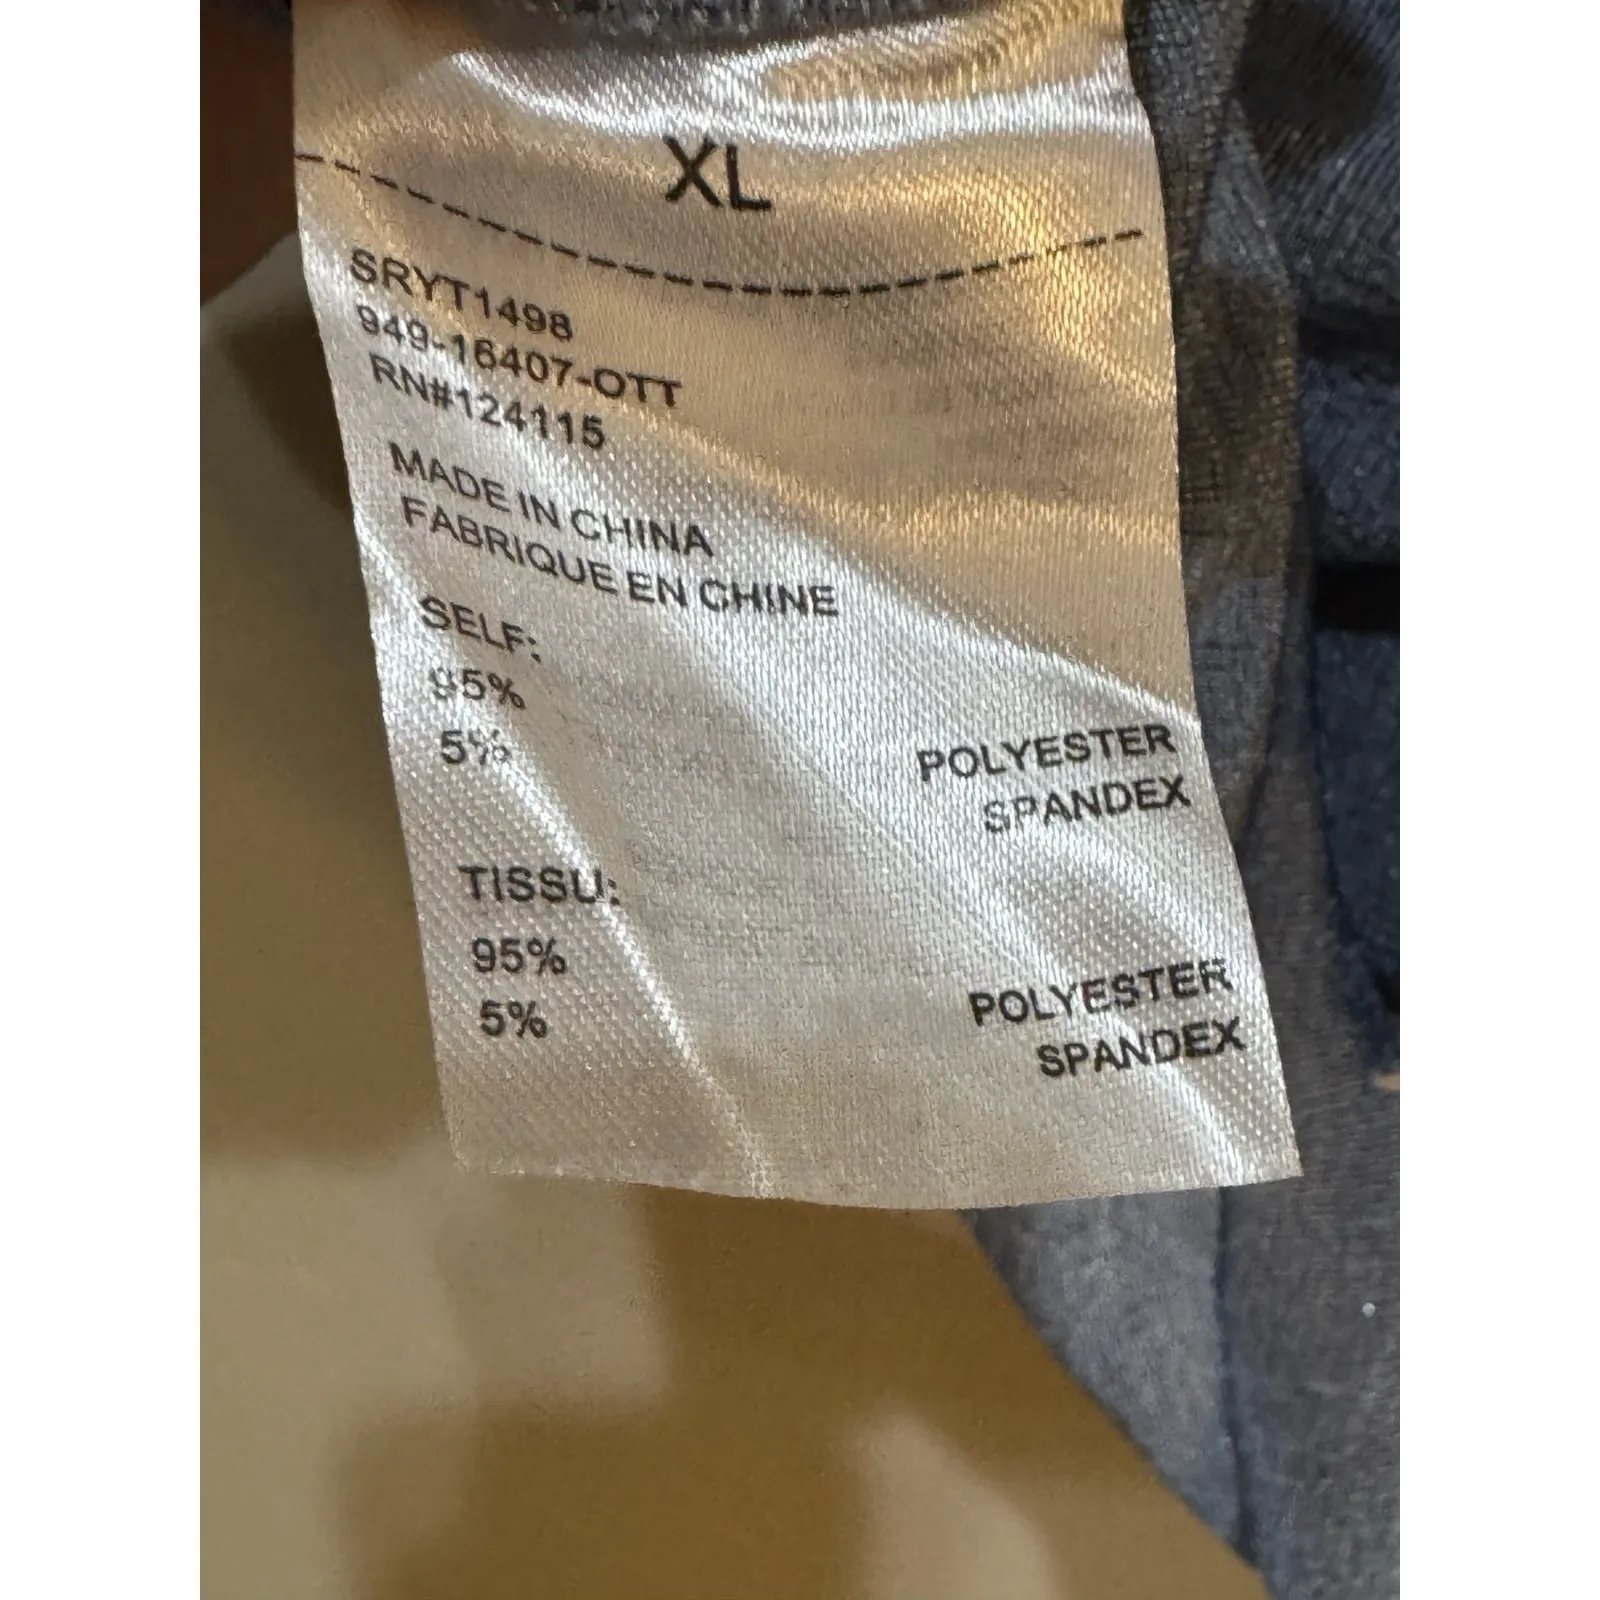 XL
SRYT1498
949-16407-OTT
RN#124115
MADE IN CHINA
FABRIQUE EN CHINE
SELF:
95% POLYESTER
5% SPANDEX
TISSU:
95% POLYESTER
5% SPANDEX